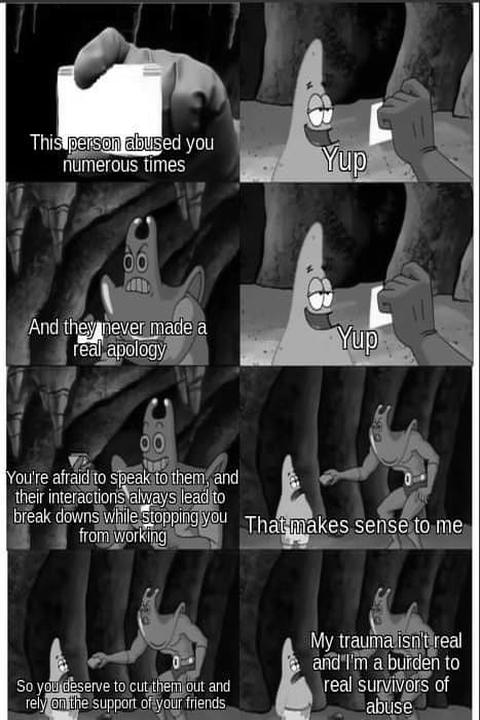 This person abused you
numerous times
Yup
And they never made a
real apology
Yup
You're afraid to speak to them, and
their interactions always lead to
break downs while stopping you
from working
That makes sense to me
So you deserve to cut them out and
rely on the support of your friends
My trauma isn't real
and I'm a burden to
real survivors of
abuse